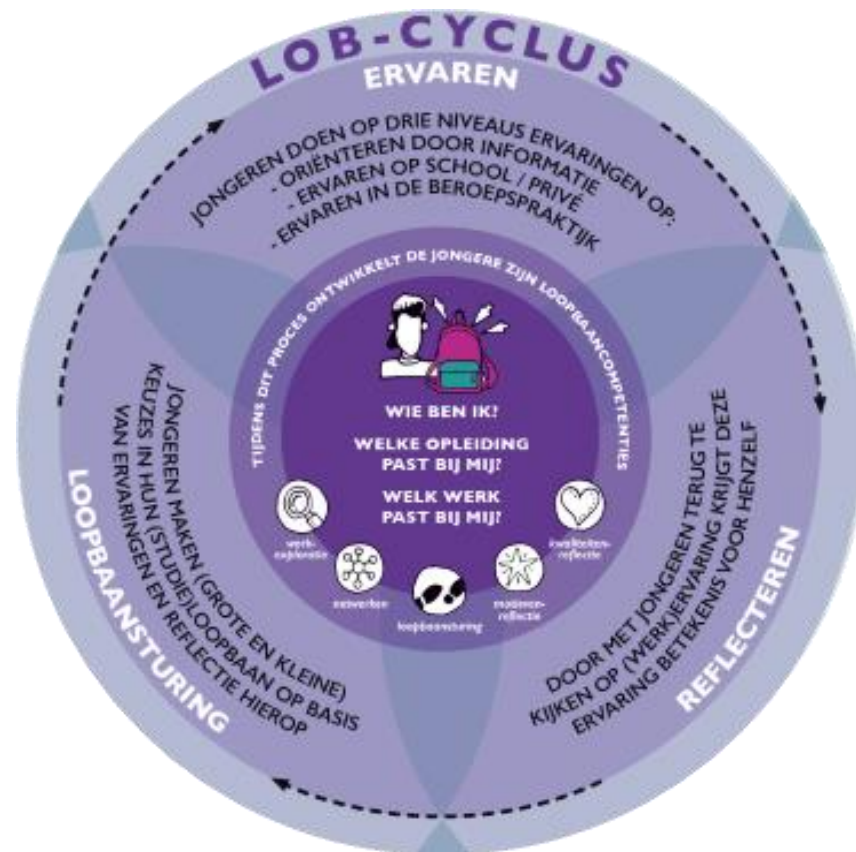 LOB-CYCLUS
ERVAREN
JONGEREN DOEN OP DRIE NIVEAUS ERVARINGEN OP:
- ORIËNTEREN DOOR INFORMATIE
- ERVAREN OP SCHOOL / PRIVÉ
- ERVAREN IN DE BEROEPSPRAKTIJK
TIJDENS DIT PROCES ONTWIKKELT DE JONGERE ZIJN LOOPBAANCOMPETENTIES
WIE BEN IK?
WELKE OPLEIDING
PAST BIJ MIJ?
WELK WERK
PAST BIJ MIJ?
werk-
exploratie
netwerken
loopbaansturing
motieven-
reflectie
kwaliteiten-
reflectie
DOOR MET JONGEREN TERUG TE
KIJKEN OP (WERK)ERVARING KRIJGT DEZE
ERVARING BETEKENIS VOOR HENZELF
REFLECTEREN
JONGEREN MAKEN (GROTE EN KLEINE)
KEUZES IN HUN (STUDIE)LOOPBAAN OP BASIS
VAN ERVARINGEN EN REFLECTIE HIEROP
LOOPBAANSTURING